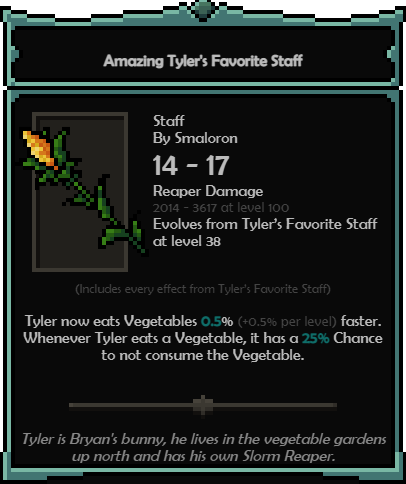 Amazing Tyler's Favorite Staff
Staff
By Smaloron
14 - 17
Reaper Damage
2014 - 3617 at level 100
Evolves from Tyler's Favorite Staff
at level 38
(Includes every effect from Tyler's Favorite Staff)
Tyler now eats Vegetables 0.5% (+0.5% per level) faster.
Whenever Tyler eats a Vegetable, it has a 25% Chance
to not consume the Vegetable.
Tyler is Bryan's bunny, he lives in the vegetable gardens
up north and has his own Slorm Reaper.